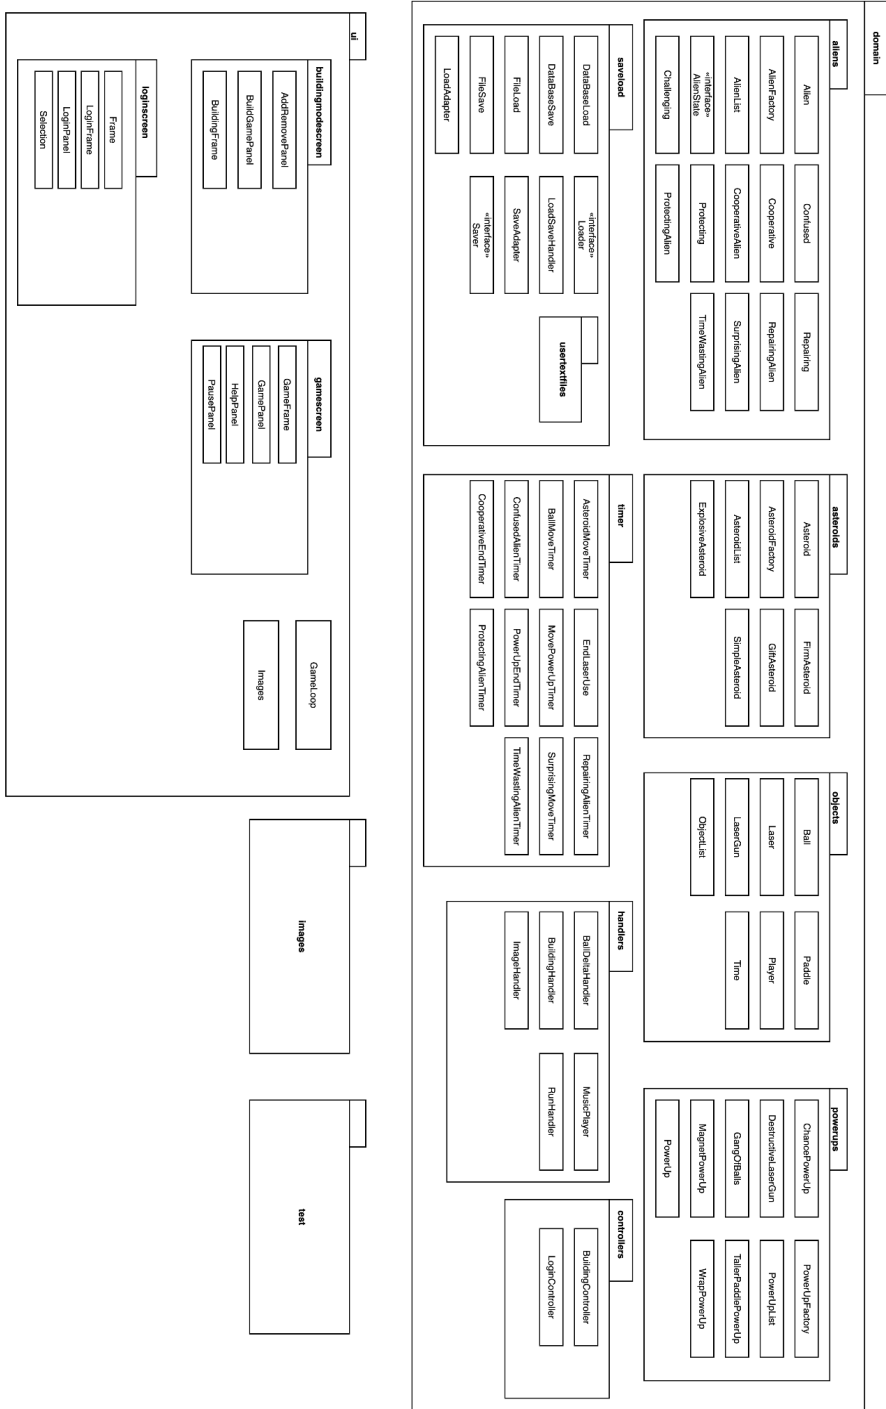 domain
aliens
Alien
Confused
Repairing
AlienFactory
Cooperative
RepairingAlien
AlienList
CooperativeAlien
SurprisingAlien
«interface»
AlienState
Protecting
TimeWastingAlien
Challenging
ProtectingAlien
asteroids
Asteroid
FirmAsteroid
AsteroidFactory
GiftAsteroid
AsteroidList
SimpleAsteroid
ExplosiveAsteroid
objects
Ball
Paddle
Laser
Player
LaserGun
Time
ObjectList
powerups
ChancePowerUp
PowerUpFactory
DestructiveLaserGun
PowerUpList
GangOfBalls
TallerPaddlePowerUp
MagnetPowerUp
WrapPowerUp
PowerUp
saveload
DataBaseLoad
«interface»
Loader
DataBaseSave
LoadSaveHandler
FileLoad
SaveAdapter
FileSave
«interface»
Saver
LoadAdapter
usertextfiles
timer
AsteroidMoveTimer
EndLaserUse
RepairingAlienTimer
BallMoveTimer
MovePowerUpTimer
SurprisingMoveTimer
ConfusedAlienTimer
PowerUpEndTimer
TimeWastingAlienTimer
CooperativeEndTimer
ProtectingAlienTimer
handlers
BallDeltaHandler
MusicPlayer
BuildingHandler
RunHandler
ImageHandler
controllers
BuildingController
LoginController
ui
buildingmodescreen
AddRemovePanel
BuildGamePanel
BuildingFrame
gamescreen
GameFrame
GamePanel
HelpPanel
PausePanel
GameLoop
Images
loginscreen
Frame
LoginFrame
LoginPanel
Selection
images
test